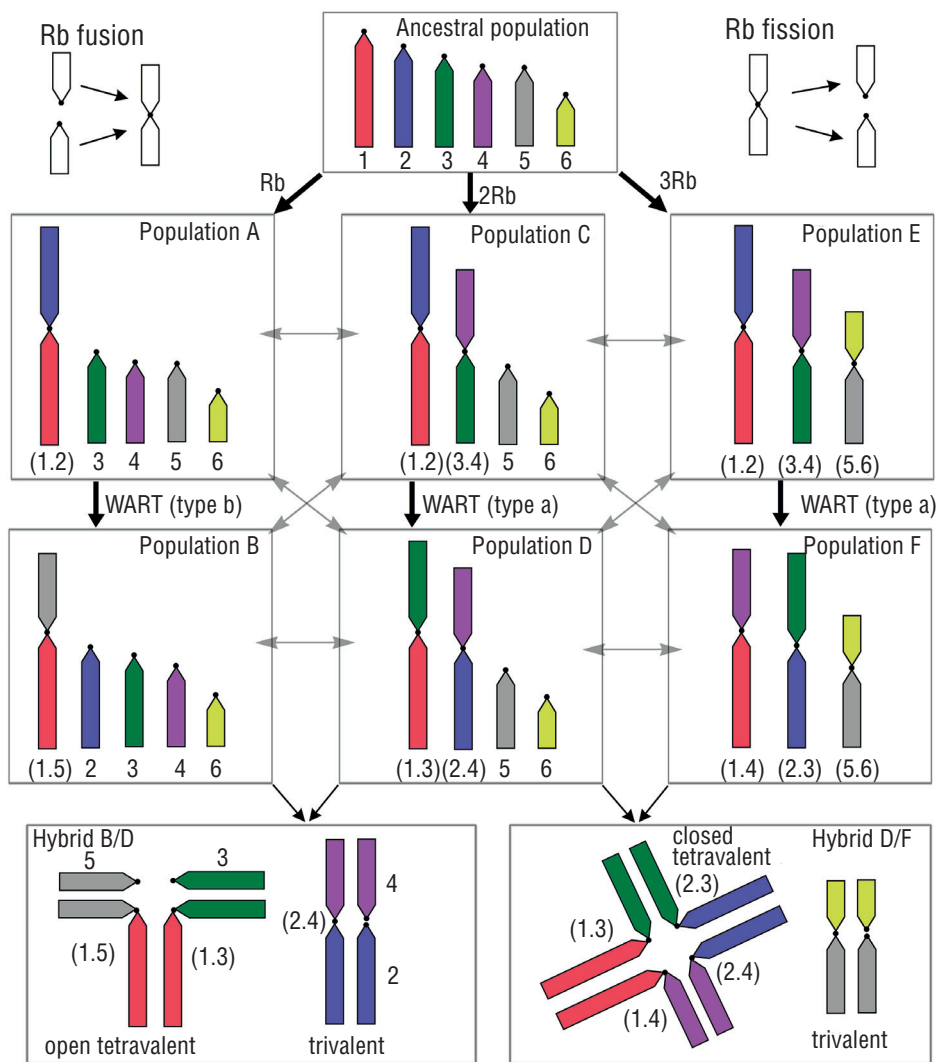 Rb fusion
Ancestral population
Rb fission
1 2 3 4 5 6
Rb
2Rb
3Rb
Population A
(1.2) 3 4 5 6
Population C
(1.2) (3.4) 5 6
Population E
(1.2) (3.4) (5.6)
WART (type b)
WART (type a)
WART (type a)
Population B
(1.5) 2 3 4 6
Population D
(1.3) (2.4) 5 6
Population F
(1.4) (2.3) (5.6)
Hybrid B/D
5
3
(1.5)
(1.3)
open tetravalent
(2.4)
4
2
trivalent
closed
tetravalent
Hybrid D/F
(2.3)
(1.3)
(2.4)
(1.4)
trivalent